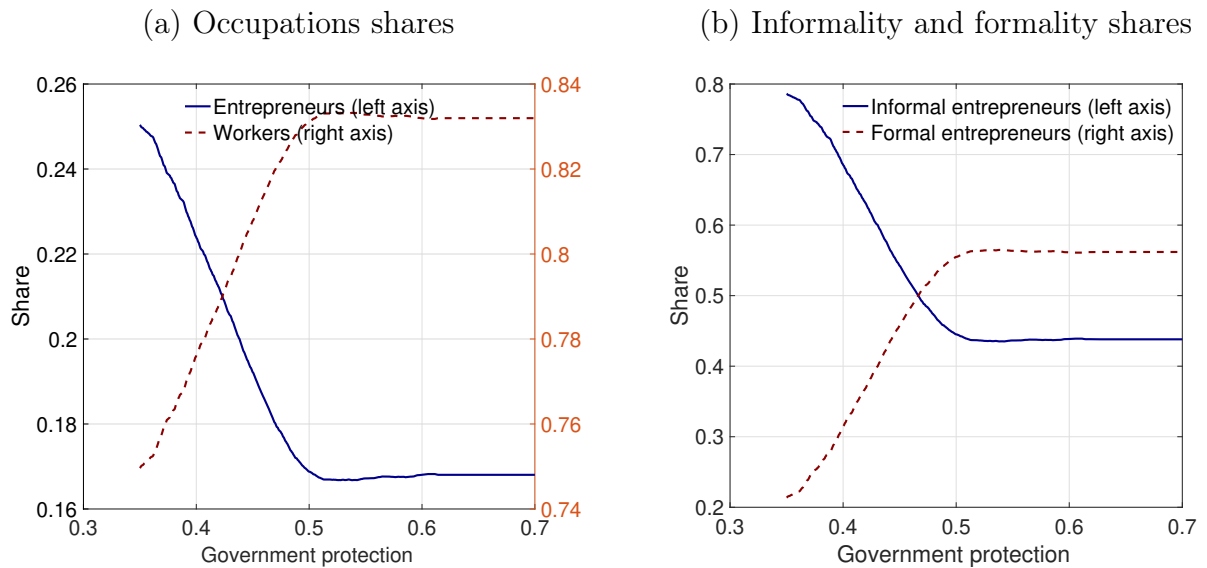 (a) Occupations shares
0.26
0.24
0.22
0.2
0.18
0.16
Share
0.84
0.82
0.8
0.78
0.76
0.74
Entrepreneurs (left axis)
Workers (right axis)
0.3 0.4 0.5 0.6 0.7
Government protection
(b) Informality and formality shares
0.8
0.7
0.6
0.5
0.4
0.3
0.2
Share
Informal entrepreneurs (left axis)
Formal entrepreneurs (right axis)
0.3 0.4 0.5 0.6 0.7
Government protection